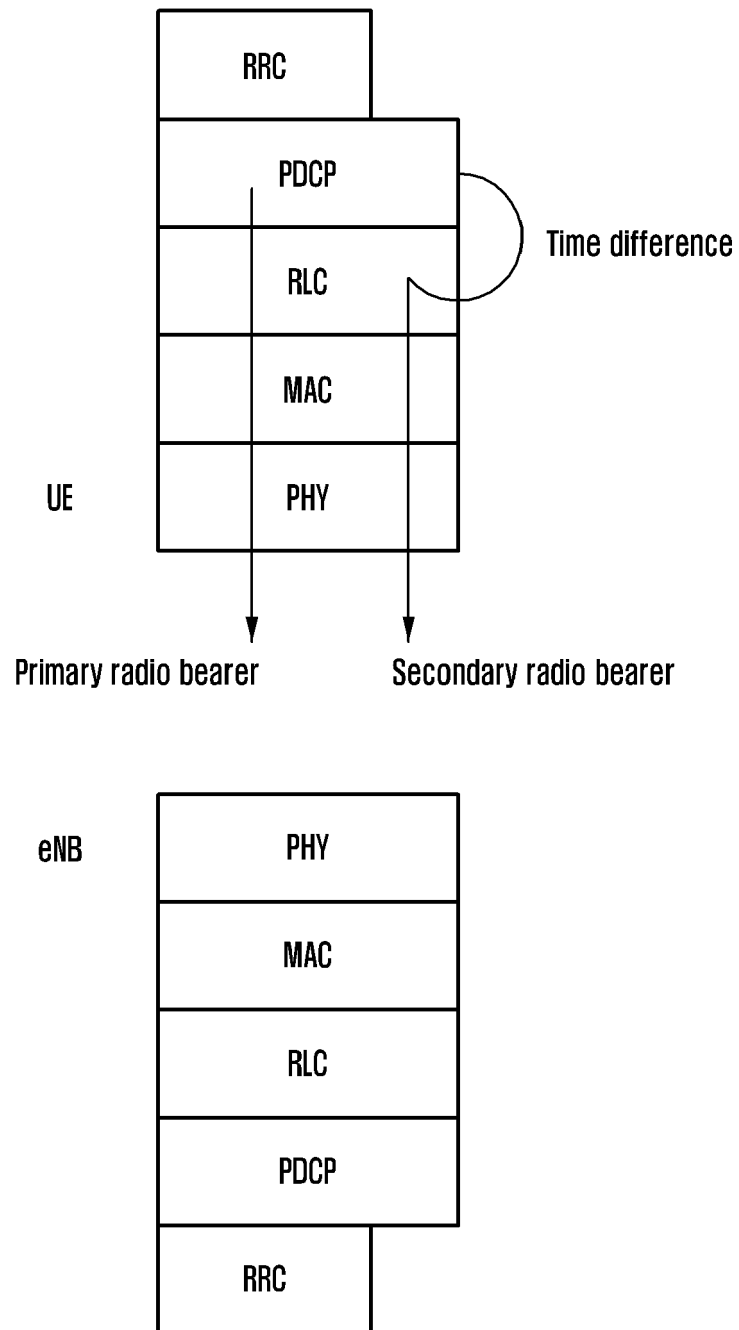 RRC
PDCP
Time difference
RLC
MAC
UE
PHY
Primary radio bearer
Secondary radio bearer
eNB
PHY
MAC
RLC
PDCP
RRC